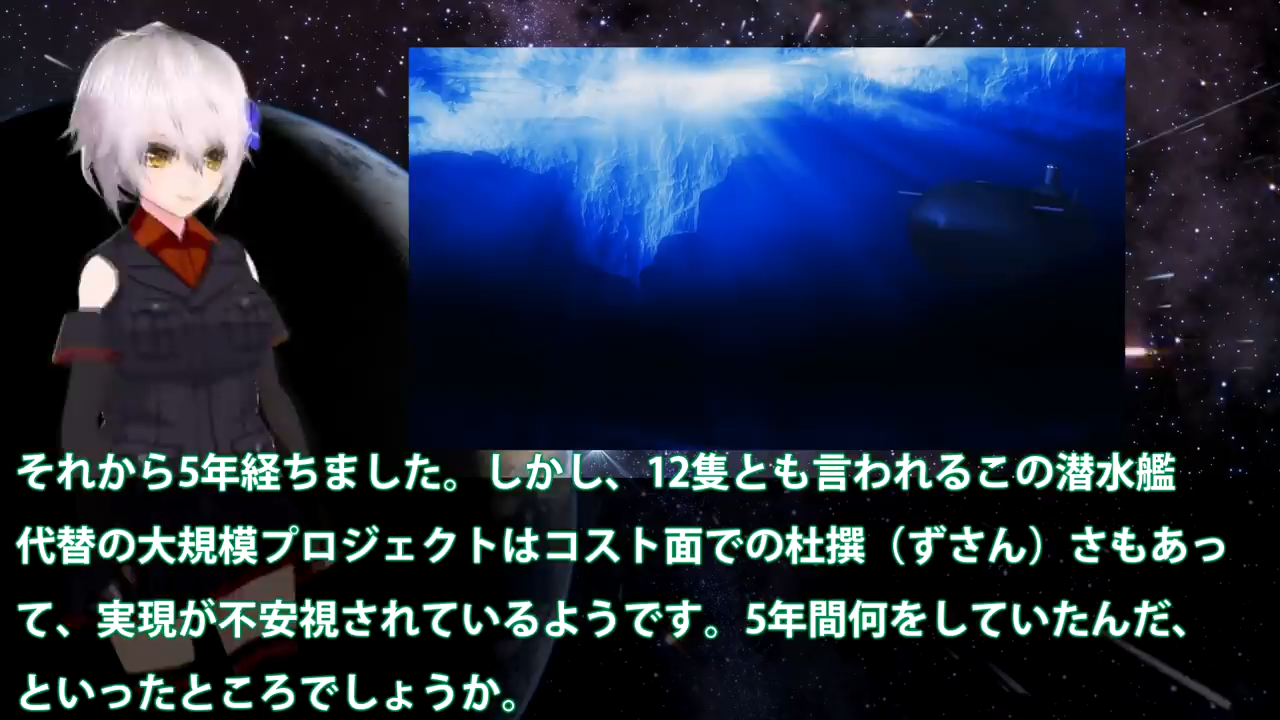 それから5年経ちました。 しかし、12隻とも言われるこの潜水艦
代替の大規模プロジェクトはコスト面での杜撰（ずさん）さもあっ
て、実現が不安視されているようです。5年間何をしていたんだ、
といったところでしょうか。